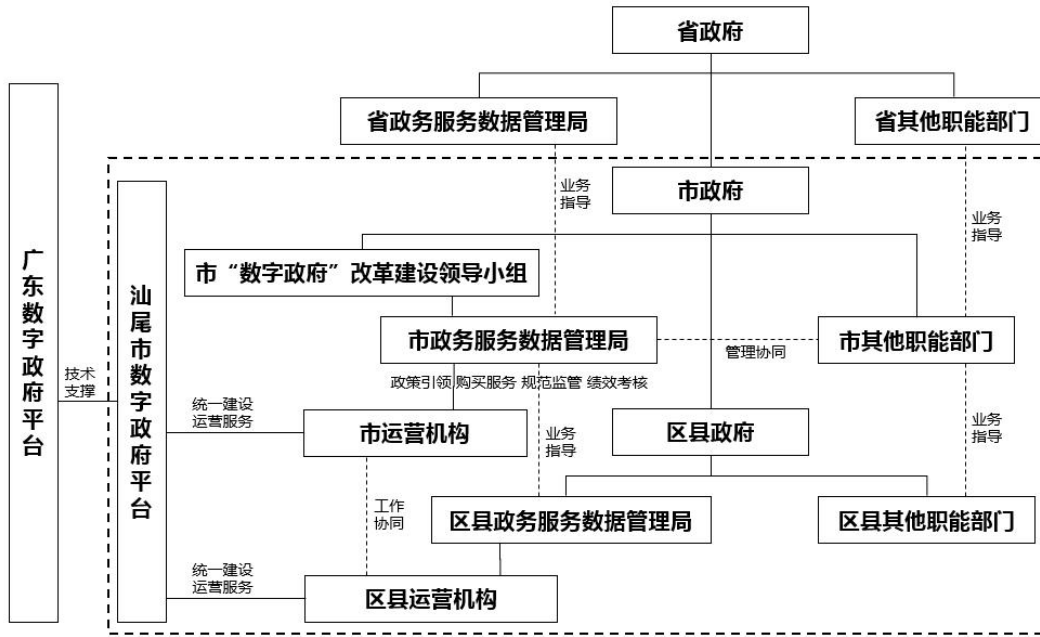 省政府
省政务服务数据管理局
省其他职能部门
业务
指导
市政府
业务
指导
广东数字政府平台
技术
支撑
汕尾市数字政府平台
市“数字政府”改革建设领导小组
市政务服务数据管理局
管理协同
市其他职能部门
政策引领 购买服务 规范监管 绩效考核
统一建设
运营服务
市运营机构
业务
指导
区县政府
业务
指导
工作
协同
区县政务服务数据管理局
区县其他职能部门
统一建设
运营服务
区县运营机构